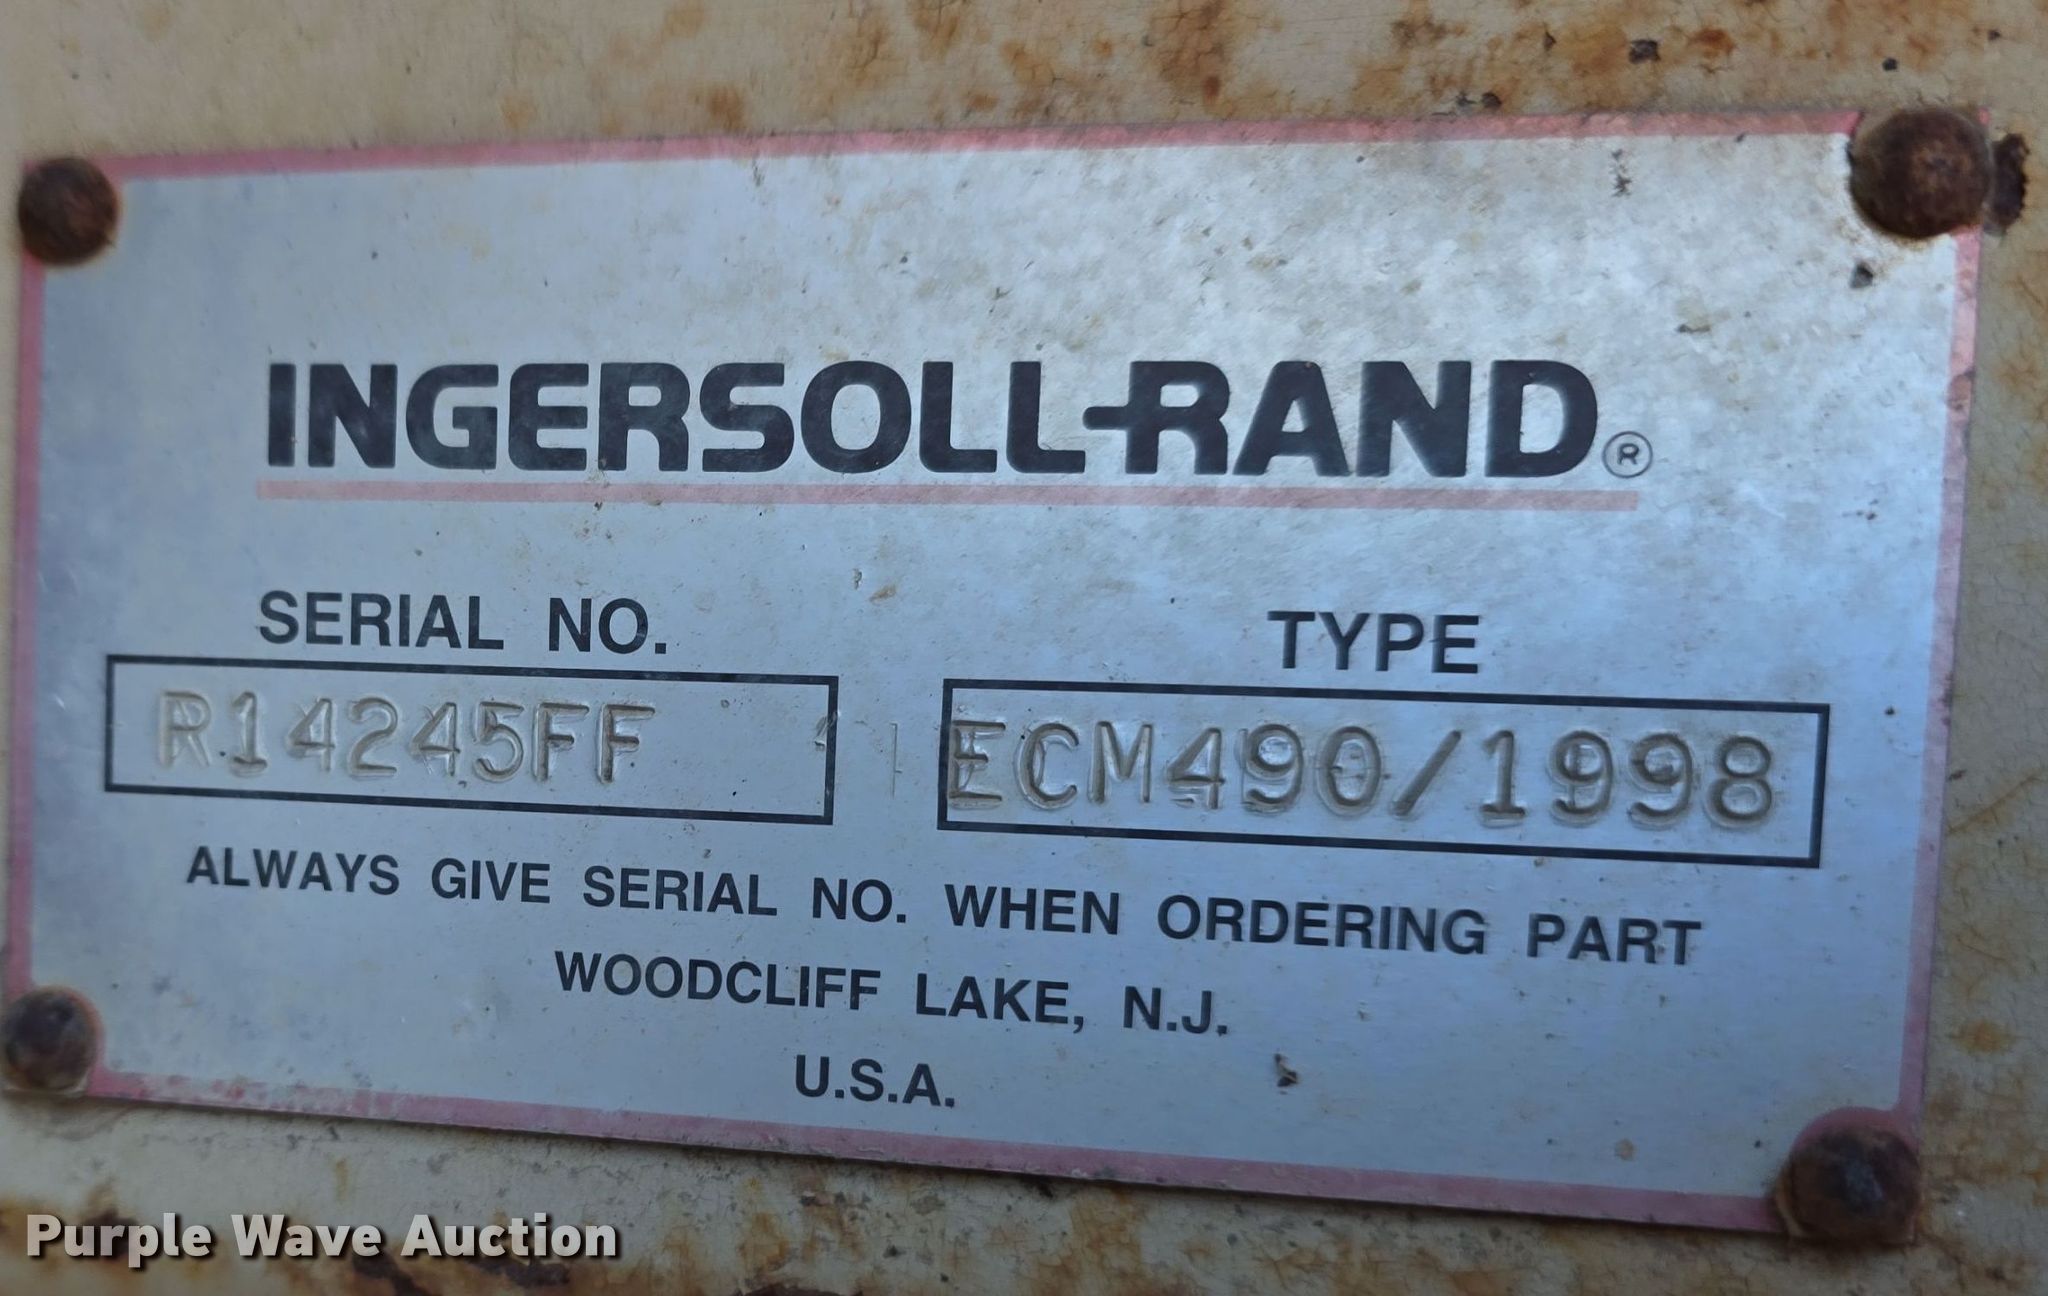 INGERSOLL-RAND®
SERIAL NO. TYPE
R14245FF ECM490/1998
ALWAYS GIVE SERIAL NO. WHEN ORDERING PART
WOODCLIFF LAKE, N.J.
U.S.A.
Purple Wave Auction